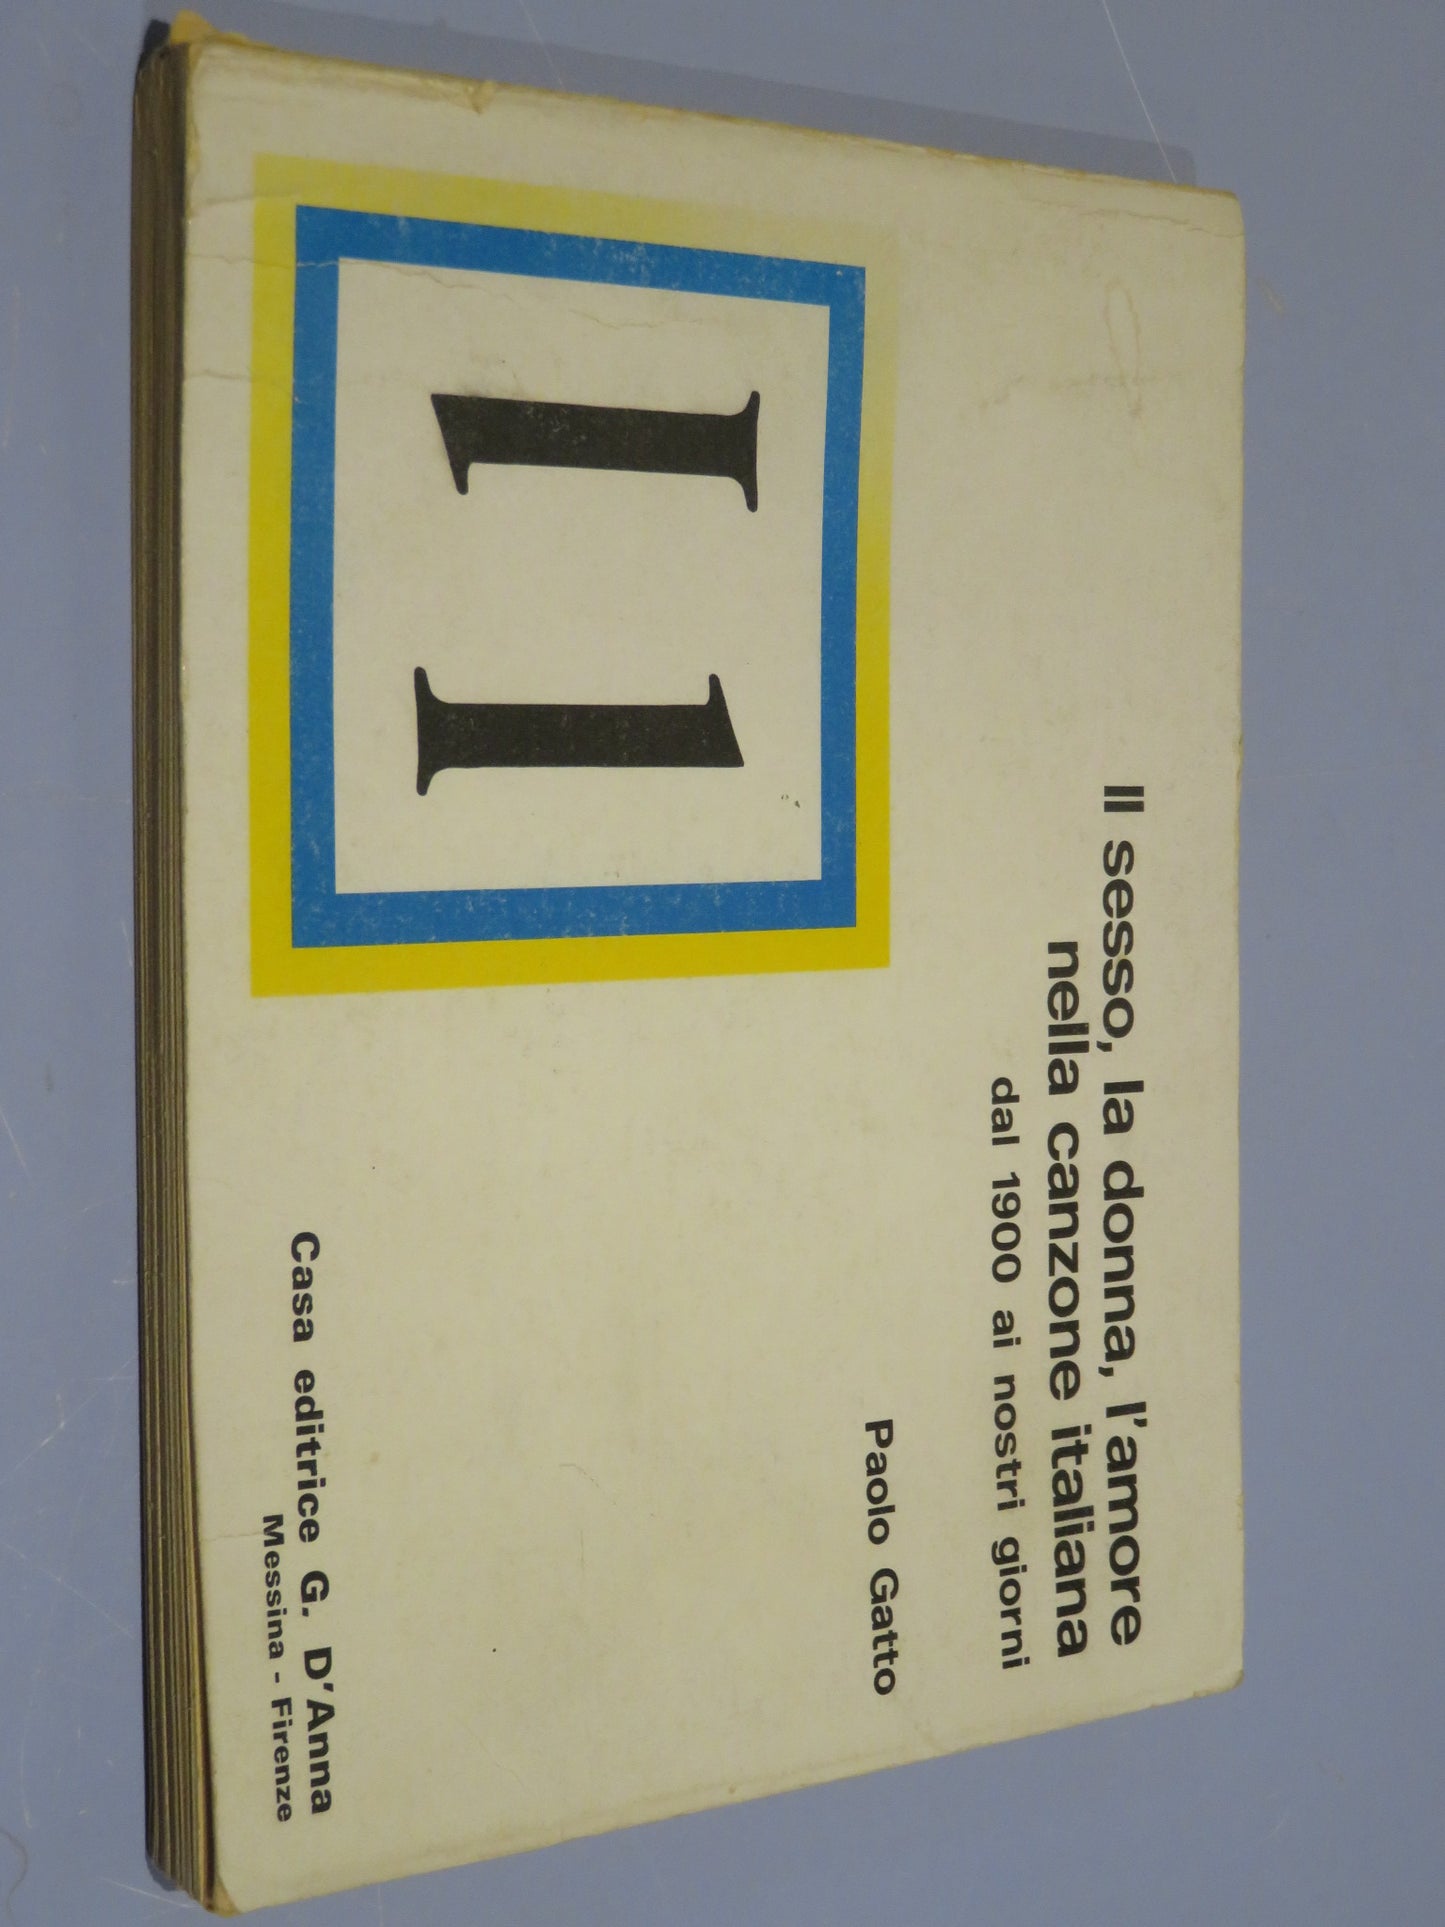 Il sesso, la donna, l'amore
nella canzone italiana
dal 1900 ai nostri giorni
Paolo Gatto
Casa editrice G. D'Anna
Messina - Firenze